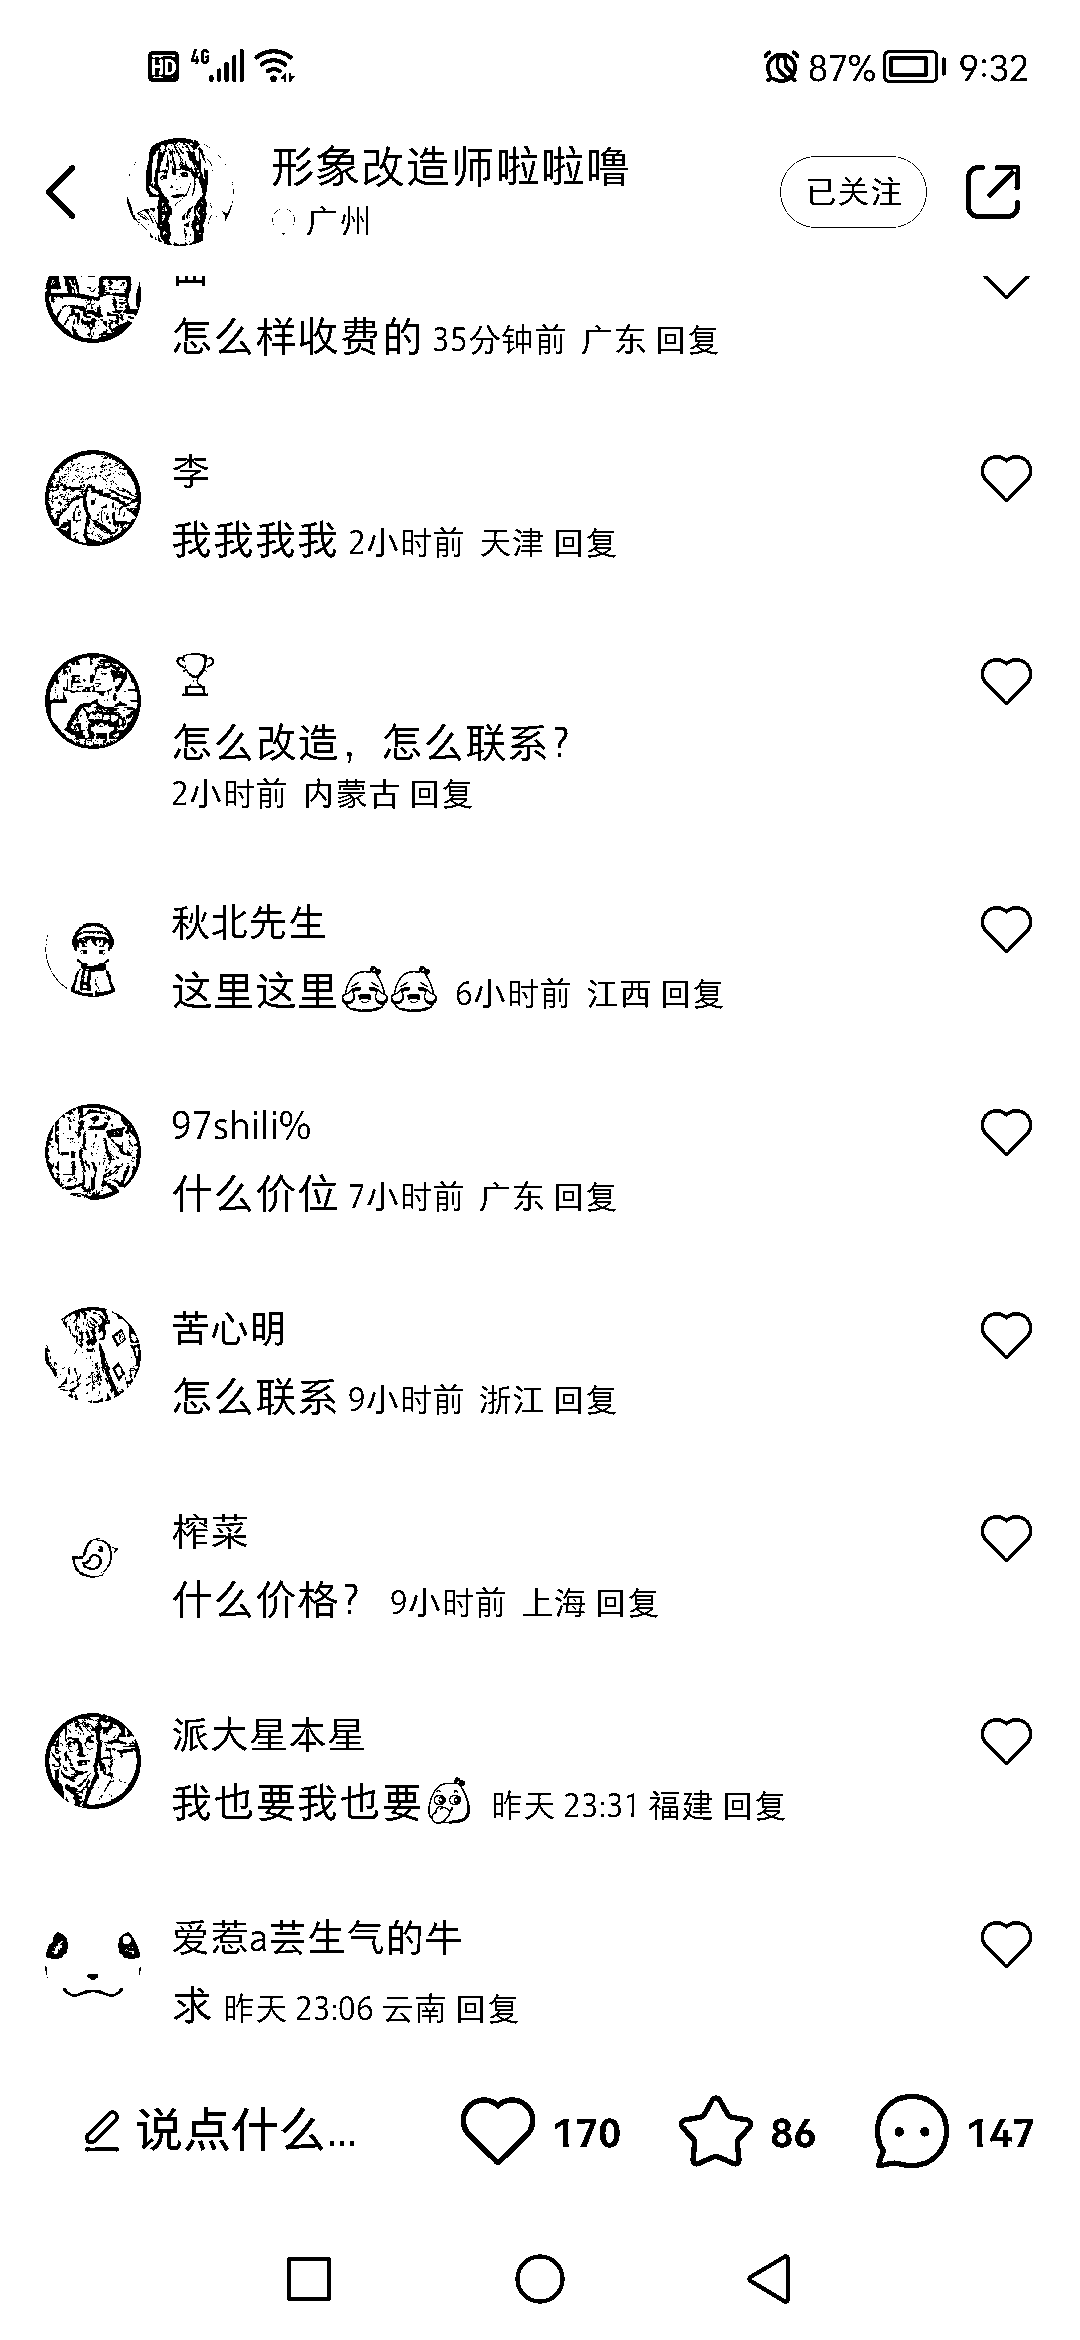 HD 4G 87% 9:32
形象改造师啦啦噜
已关注
广州
怎么样收费的 35分钟前 广东 回复
李
我我我我 2小时前 天津 回复
怎么改造，怎么联系？
2小时前 内蒙古 回复
秋北先生
这里这里 6小时前 江西 回复
97shili%
什么价位 7小时前 广东 回复
苦心明
怎么联系 9小时前 浙江 回复
榨菜
什么价格？ 9小时前 上海 回复
派大星本星
我也要我也要 昨天 23:31 福建 回复
爱惹a芸生气的牛
求 昨天 23:06 云南 回复
说点什么... 170 86 147